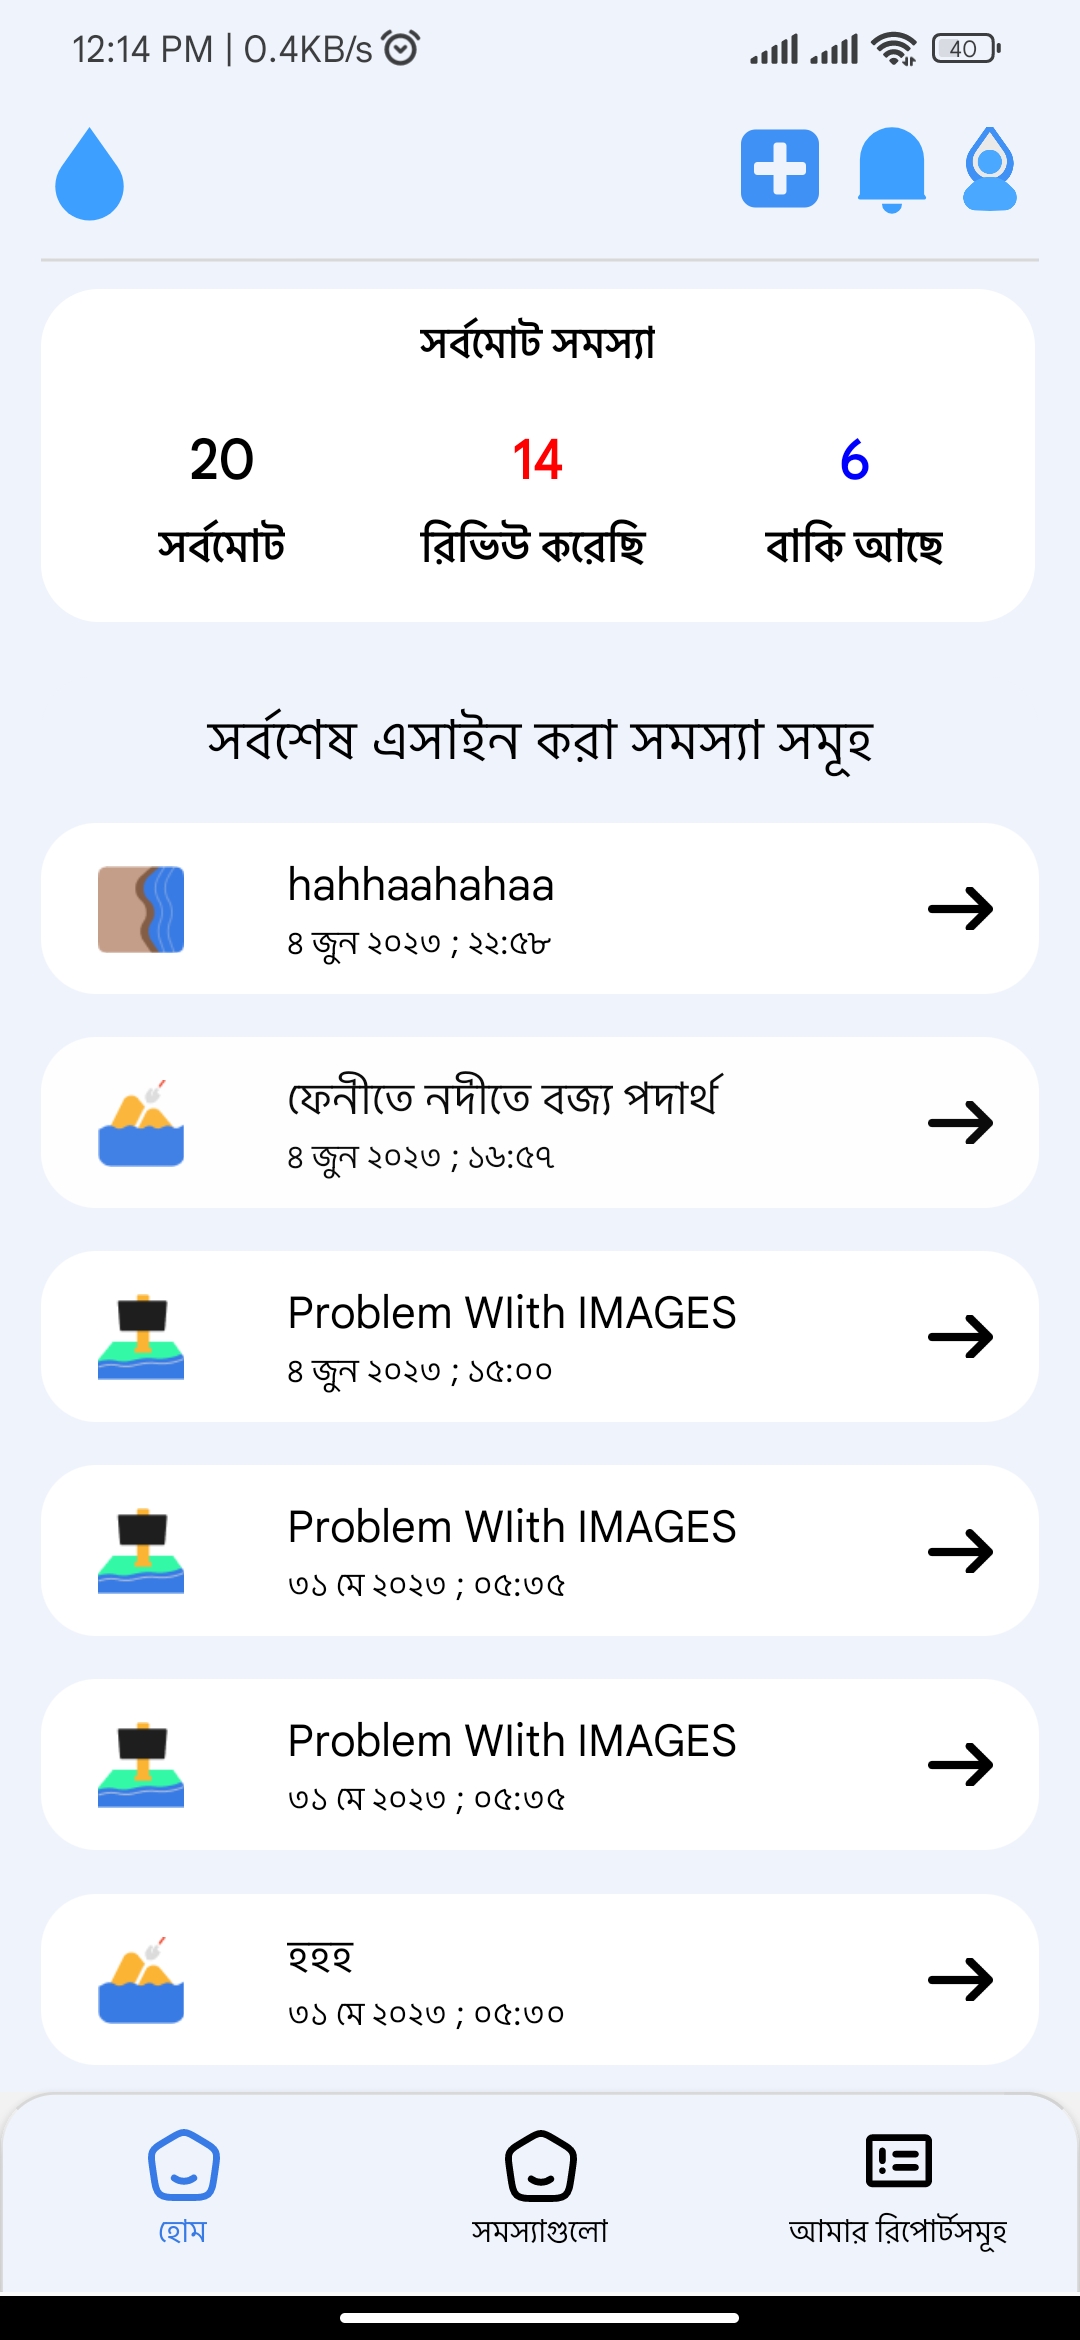 12:14 PM | 0.4KB/s
40
সর্বমোট সমস্যা
20 14 6
সর্বমোট রিভিউ করেছি বাকি আছে
সর্বশেষ এসাইন করা সমস্যা সমূহ
hahhaahahaa
৪ জুন ২০২৩ ; ২২:৫৮
ফেনীতে নদীতে বজ্য পদার্থ
৪ জুন ২০২৩ ; ১৬:৫৭
Problem WIith IMAGES
৪ জুন ২০২৩ ; ১৫:০০
Problem WIith IMAGES
৩১ মে ২০২৩ ; ০৫:৩৫
Problem WIith IMAGES
৩১ মে ২০২৩ ; ০৫:৩৫
হহহ
৩১ মে ২০২৩ ; ০৫:৩০
হোম সমস্যাগুলো আমার রিপোর্টসমূহ